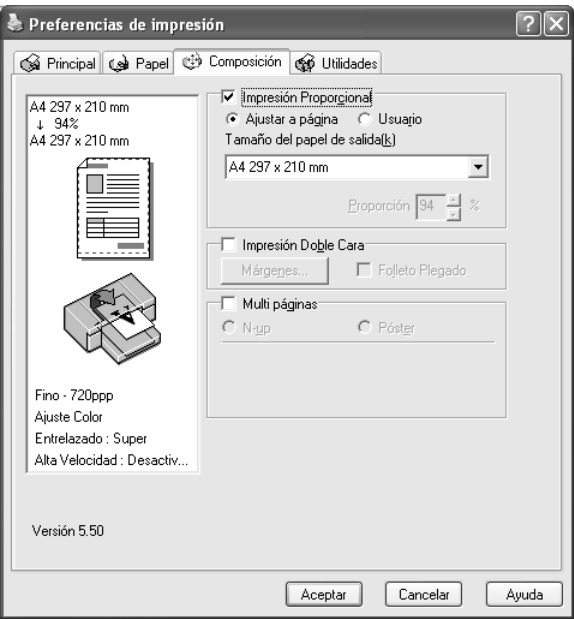 Preferencias de impresión
Principal
Papel
Composición
Utilidades
A4 297 x 210 mm
↓ 94%
A4 297 x 210 mm
Fino - 720ppp
Ajuste Color
Entrelazado : Super
Alta Velocidad : Desactiv...
Versión 5.50
Impresión Proporcional
Ajustar a página
Usuario
Tamaño del papel de salida(k)
A4 297 x 210 mm
Proporción 94 %
Impresión Doble Cara
Márgenes...
Folleto Plegado
Multi páginas
N-up
Póster
Aceptar
Cancelar
Ayuda